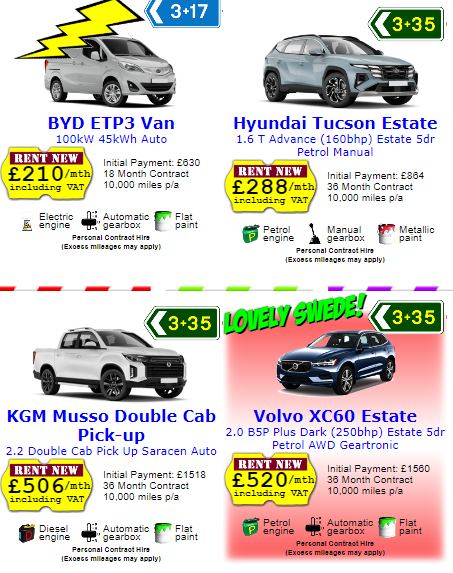 3+17
BYD ETP3 Van
100kW 45kWh Auto
RENT NEW
£210/mth
including VAT
Initial Payment: £630
18 Month Contract
10,000 miles p/a
Electric engine
Automatic gearbox
Flat paint
Personal Contract Hire
(Excess mileages may apply)
3+35
Hyundai Tucson Estate
1.6 T Advance (160bhp) Estate 5dr
Petrol Manual
RENT NEW
£288/mth
including VAT
Initial Payment: £864
36 Month Contract
10,000 miles p/a
Petrol engine
Manual gearbox
Metallic paint
Personal Contract Hire
(Excess mileages may apply)
3+35
KGM Musso Double Cab
Pick-up
2.2 Double Cab Pick Up Saracen Auto
RENT NEW
£506/mth
including VAT
Initial Payment: £1518
36 Month Contract
10,000 miles p/a
Diesel engine
Automatic gearbox
Flat paint
Personal Contract Hire
(Excess mileages may apply)
LOVELY SWEDE!
3+35
Volvo XC60 Estate
2.0 B5P Plus Dark (250bhp) Estate 5dr
Petrol AWD Geartronic
RENT NEW
£520/mth
including VAT
Initial Payment: £1560
36 Month Contract
10,000 miles p/a
Petrol engine
Automatic gearbox
Flat paint
Personal Contract Hire
(Excess mileages may apply)